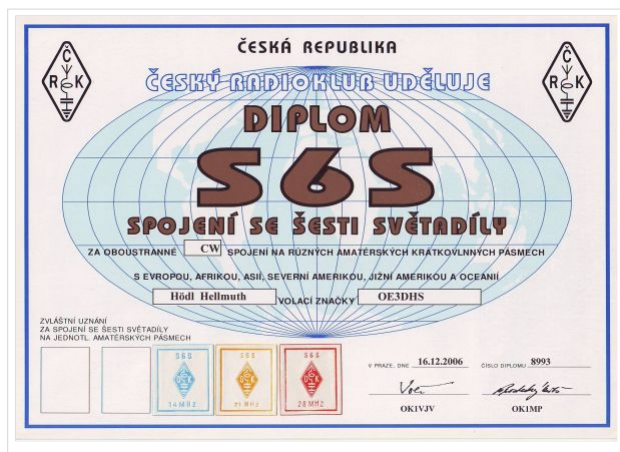 ČESKÁ REPUBLIKA
ČRK
ČRK
ČESKÝ RADIOKLUB UDĚLUJE
DIPLOM
S6S
SPOJENÍ SE ŠESTI SVĚTADÍLY
ZA OBOUSTRANNÉ CW SPOJENÍ NA RŮZNÝCH AMATÉRSKÝCH KRÁTKOVLNNÝCH PÁSMECH
S EVROPOU, AFRIKOU, ASIÍ, SEVERNÍ AMERIKOU, JIŽNÍ AMERIKOU A OCEÁNIÍ
Hödl Hellmuth VOLACÍ ZNAČKY OE3DHS
ZVLÁŠTNÍ UZNÁNÍ
ZA SPOJENÍ SE ŠESTI SVĚTADÍLY
NA JEDNOTL. AMATÉRSKÝCH PÁSMECH
S6S S6S S6S
14 MHZ 21 MHZ 28 MHZ
V PRAZE, DNE 16.12.2006 ČÍSLO DIPLOMU 8993
OK1VJV OK1MP